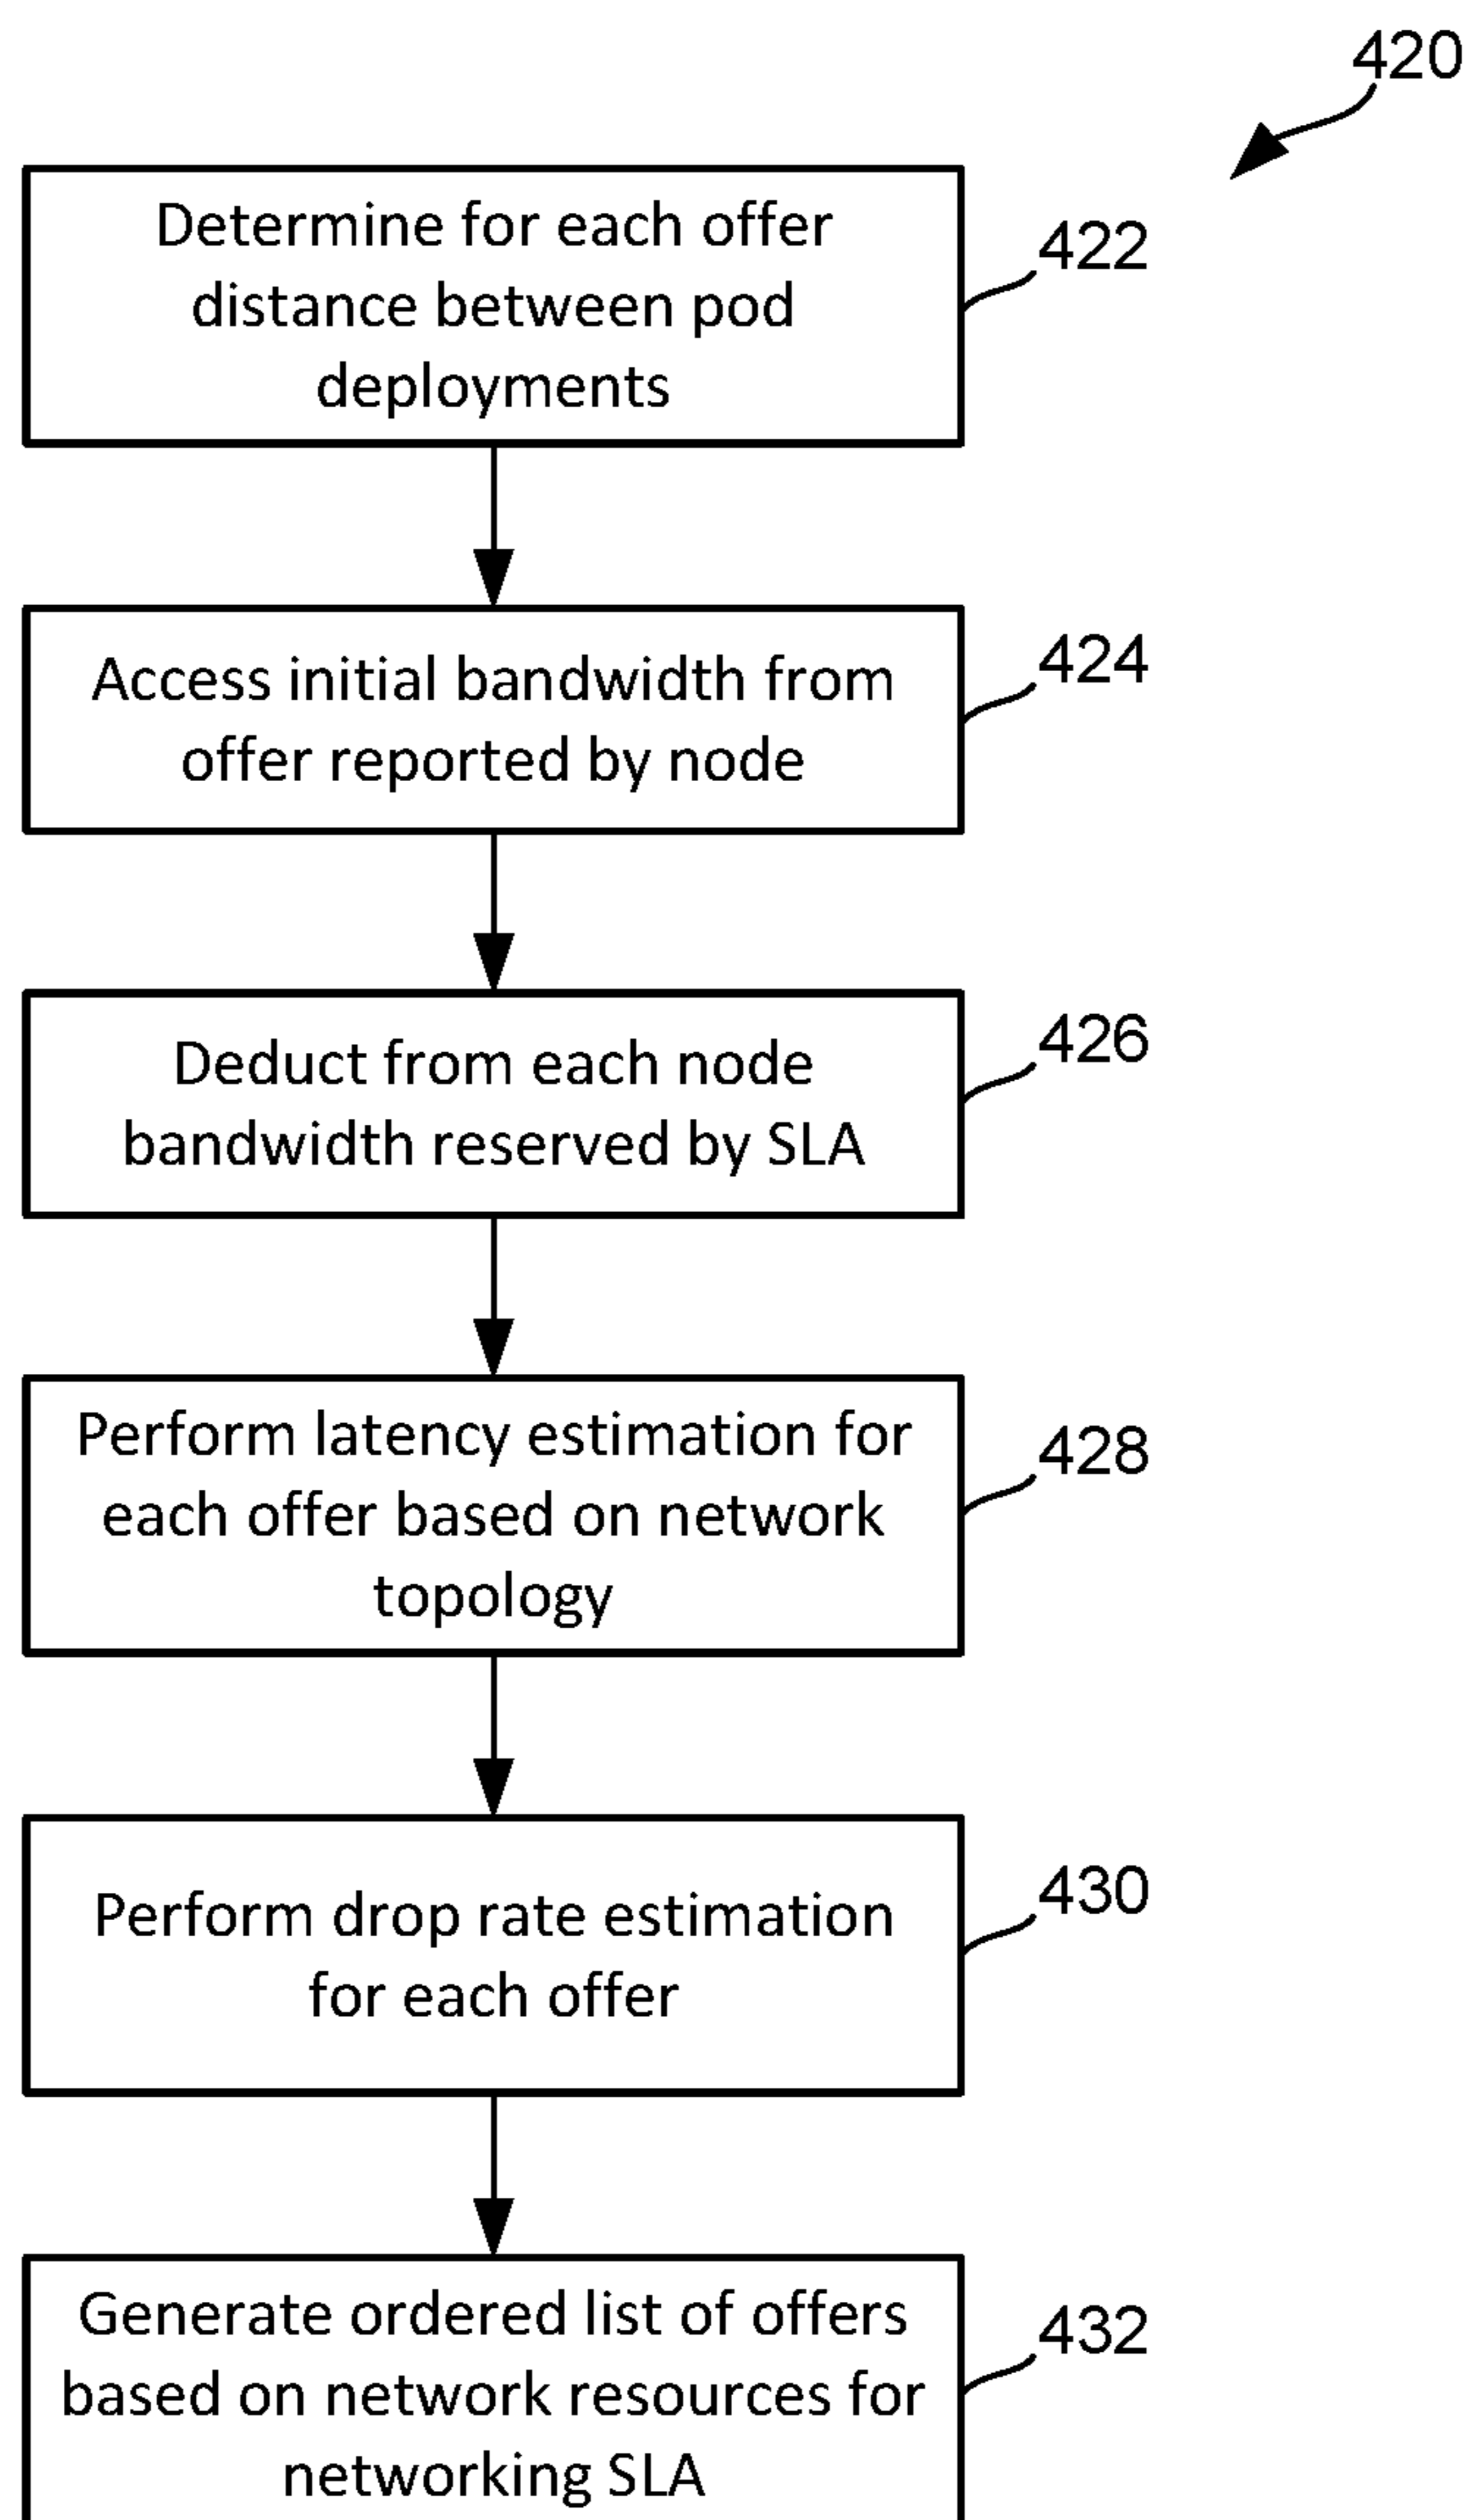 420
Determine for each offer
distance between pod
deployments
422
Access initial bandwidth from
offer reported by node
424
Deduct from each node
bandwidth reserved by SLA
426
Perform latency estimation for
each offer based on network
topology
428
Perform drop rate estimation
for each offer
430
Generate ordered list of offers
based on network resources for
networking SLA
432